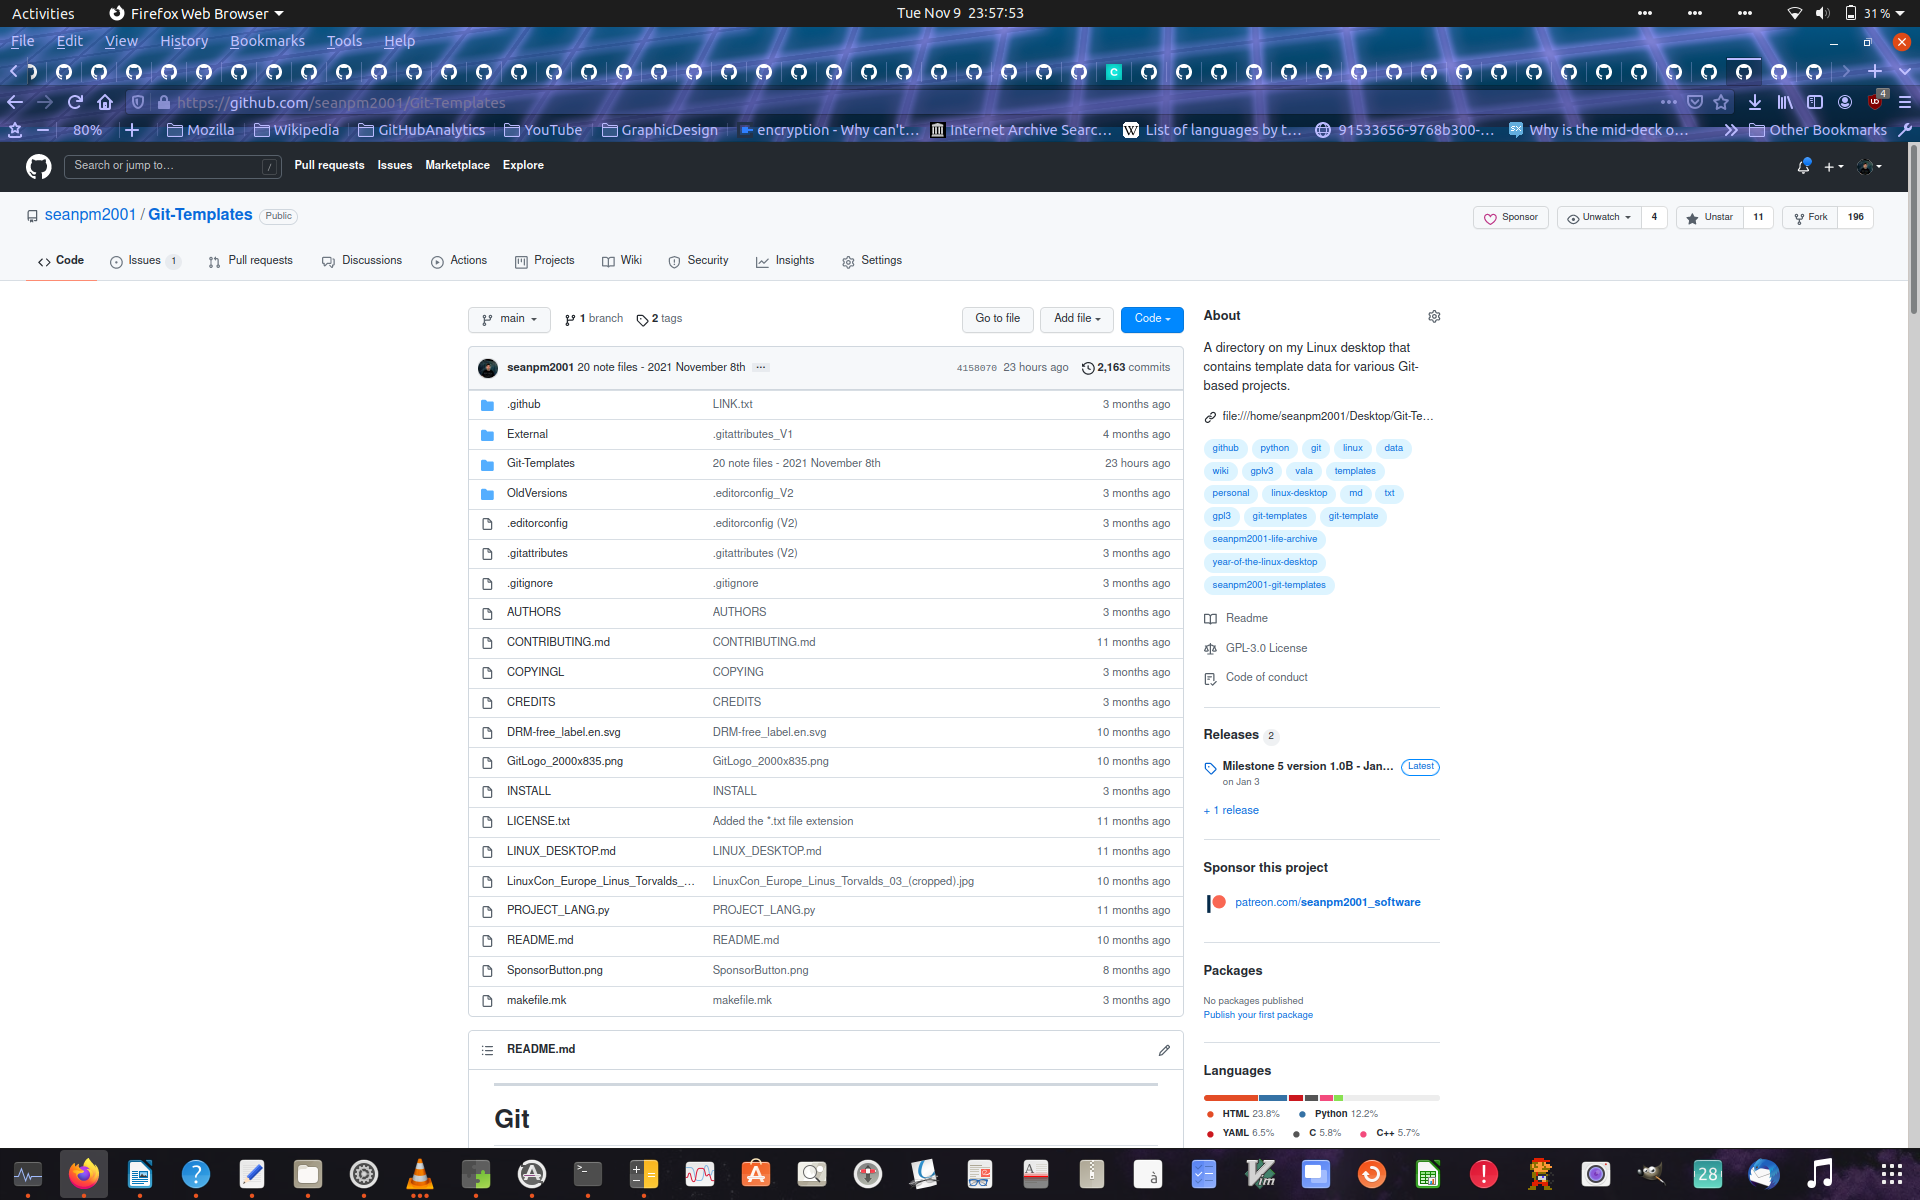 Activities Firefox Web Browser Tue Nov 9 23:57:53 31 %
File Edit View History Bookmarks Tools Help
https://github.com/seanpm2001/Git-Templates 4
80% Mozilla Wikipedia GitHubAnalytics YouTube GraphicDesign encryption - Why can't… Internet Archive Searc… List of languages by t… 91533656-9768b300-… Why is the mid-deck o… Other Bookmarks
Search or jump to… / Pull requests Issues Marketplace Explore
seanpm2001 / Git-Templates Public Sponsor Unwatch 4 Unstar 11 Fork 196
Code Issues 1 Pull requests Discussions Actions Projects Wiki Security Insights Settings
main 1 branch 2 tags Go to file Add file Code
seanpm2001 20 note files - 2021 November 8th … 4158070 23 hours ago 2,163 commits
.github LINK.txt 3 months ago
External .gitattributes_V1 4 months ago
Git-Templates 20 note files - 2021 November 8th 23 hours ago
OldVersions .editorconfig_V2 3 months ago
.editorconfig .editorconfig (V2) 3 months ago
.gitattributes .gitattributes (V2) 3 months ago
.gitignore .gitignore 3 months ago
AUTHORS AUTHORS 3 months ago
CONTRIBUTING.md CONTRIBUTING.md 11 months ago
COPYINGL COPYING 3 months ago
CREDITS CREDITS 3 months ago
DRM-free_label.en.svg DRM-free_label.en.svg 10 months ago
GitLogo_2000x835.png GitLogo_2000x835.png 10 months ago
INSTALL INSTALL 3 months ago
LICENSE.txt Added the *.txt file extension 11 months ago
LINUX_DESKTOP.md LINUX_DESKTOP.md 11 months ago
LinuxCon_Europe_Linus_Torvalds_… LinuxCon_Europe_Linus_Torvalds_03_(cropped).jpg 10 months ago
PROJECT_LANG.py PROJECT_LANG.py 11 months ago
README.md README.md 10 months ago
SponsorButton.png SponsorButton.png 8 months ago
makefile.mk makefile.mk 3 months ago
README.md
Git
About
A directory on my Linux desktop that
contains template data for various Git-
based projects.
file:///home/seanpm2001/Desktop/Git-Te…
github python git linux data
wiki gplv3 vala templates
personal linux-desktop md txt
gpl3 git-templates git-template
seanpm2001-life-archive
year-of-the-linux-desktop
seanpm2001-git-templates
Readme
GPL-3.0 License
Code of conduct
Releases 2
Milestone 5 version 1.0B - Jan… Latest
on Jan 3
+ 1 release
Sponsor this project
patreon.com/seanpm2001_software
Packages
No packages published
Publish your first package
Languages
HTML 23.8% Python 12.2%
YAML 6.5% C 5.8% C++ 5.7%
28